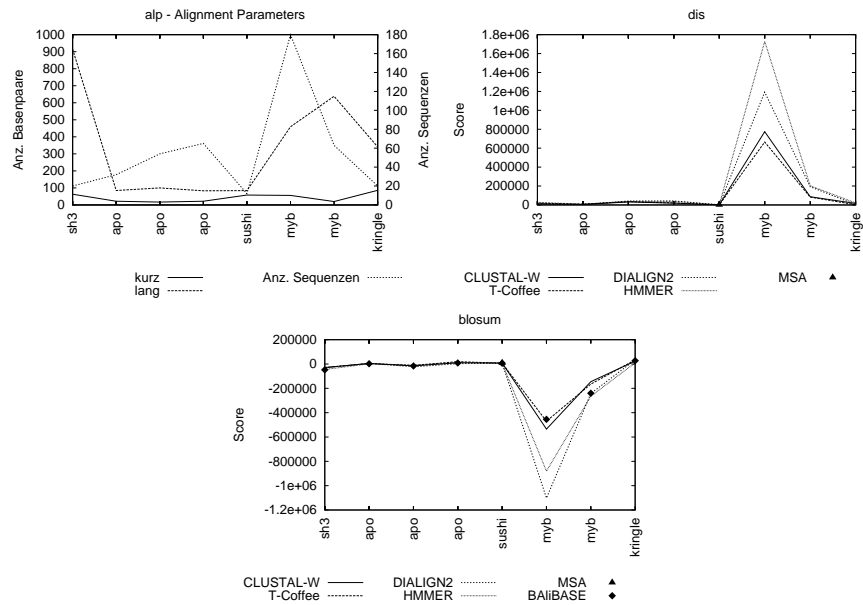 alp - Alignment Parameters
Anz. Basenpaare
1000
900
800
700
600
500
400
300
200
100
0
180
160
140
120
100
80
60
40
20
0
Anz. Sequenzen
sh3 apo apo apo sushi myb myb kringle
kurz
lang
Anz. Sequenzen
dis
Score
1.8e+06
1.6e+06
1.4e+06
1.2e+06
1e+06
800000
600000
400000
200000
0
sh3 apo apo apo sushi myb myb kringle
CLUSTAL-W DIALIGN2 MSA
T-Coffee HMMER
blosum
Score
200000
0
-200000
-400000
-600000
-800000
-1e+06
-1.2e+06
sh3 apo apo apo sushi myb myb kringle
CLUSTAL-W DIALIGN2 MSA
T-Coffee HMMER BAliBASE